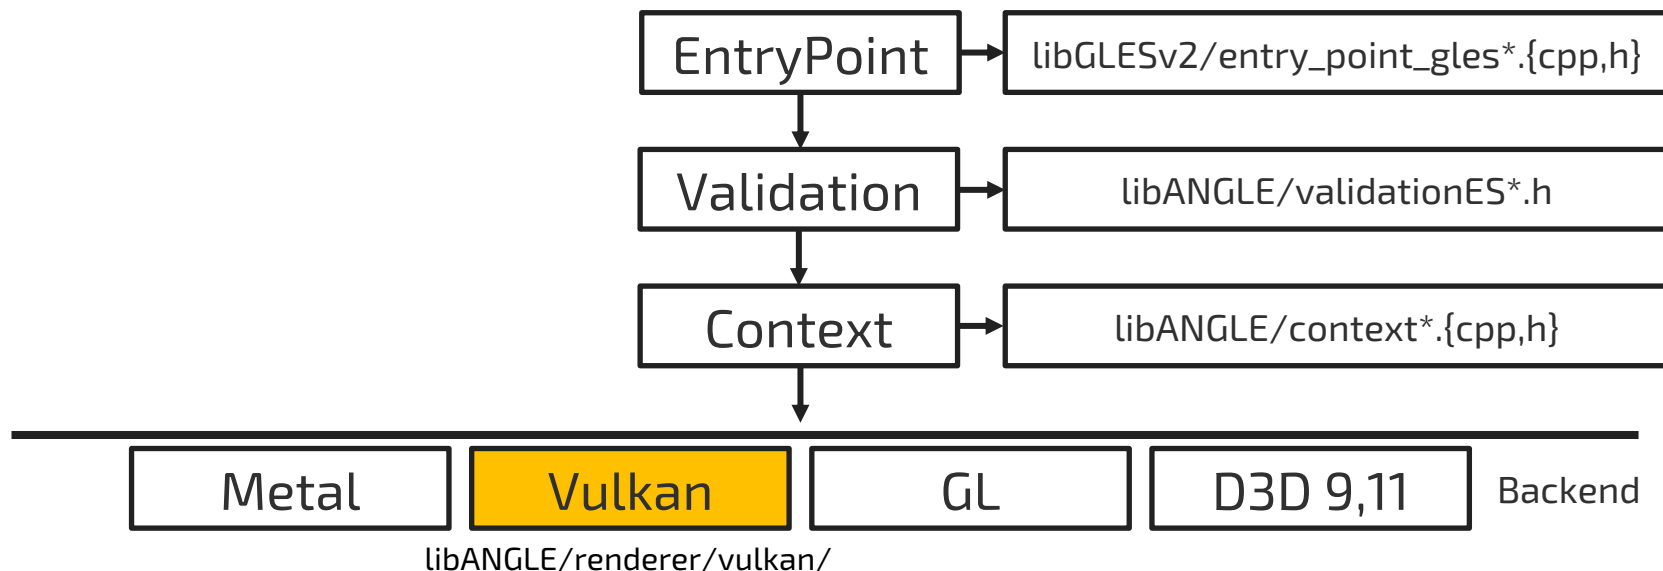 EntryPoint
libGLESv2/entry_point_gles*.{cpp,h}
Validation
libANGLE/validationES*.h
Context
libANGLE/context*.{cpp,h}
Metal
Vulkan
GL
D3D 9,11
Backend
libANGLE/renderer/vulkan/